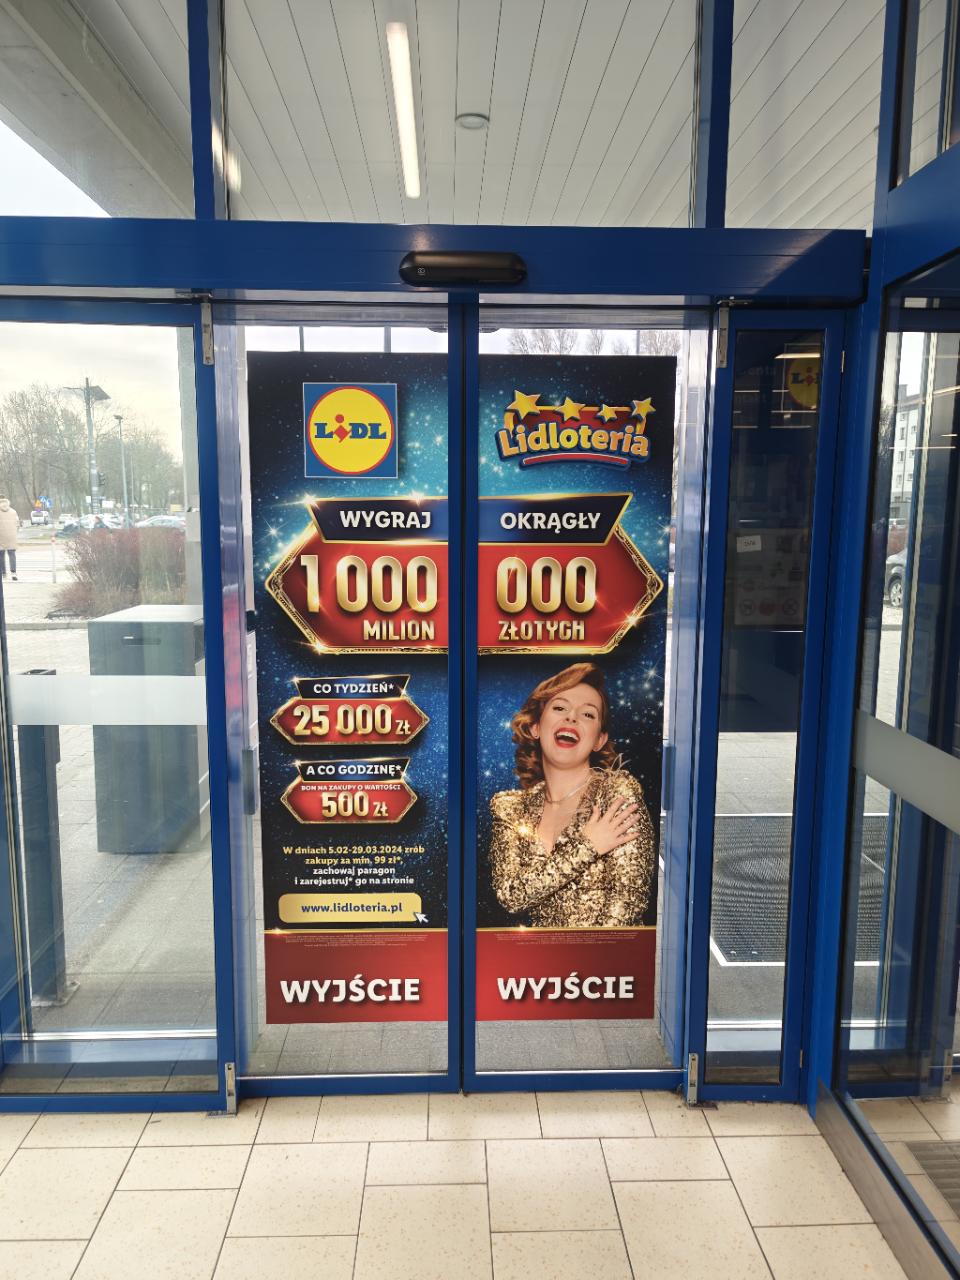 LIDL
Lidloteria
WYGRAJ OKRĄGŁY
1 000 000
MILION ZŁOTYCH
CO TYDZIEŃ*
25 000 ZŁ
A CO GODZINĘ*
BON NA ZAKUPY O WARTOŚCI
500 ZŁ
W dniach 5.02-29.03.2024 zrób
zakupy za min. 99 zł*,
zachowaj paragon
i zarejestruj* go na stronie
www.lidloteria.pl
WYJŚCIE WYJŚCIE